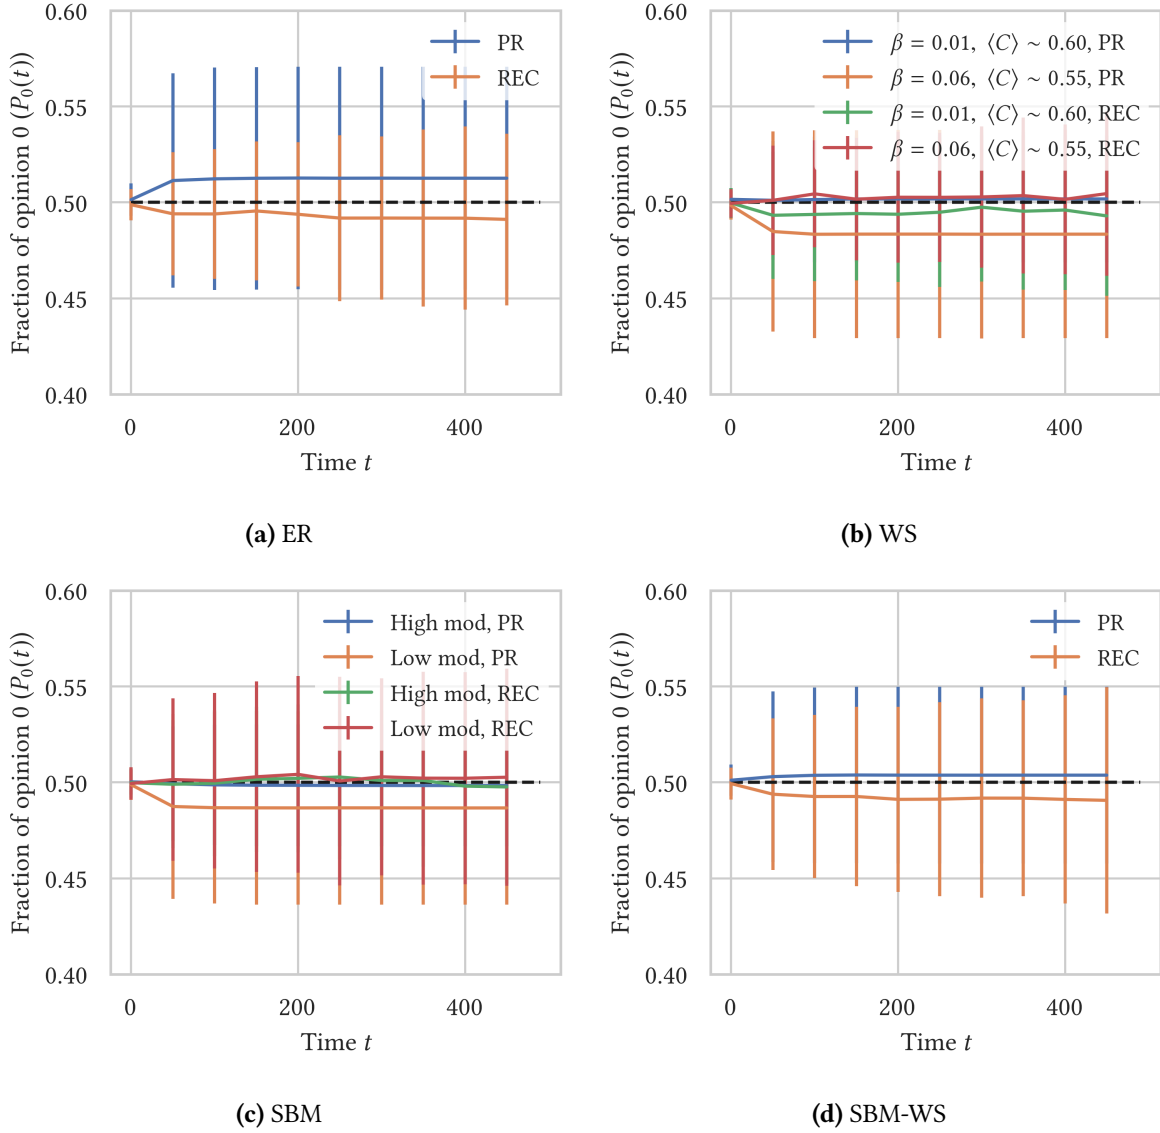 0.60
0.55
0.50
0.45
0.40
Fraction of opinion 0 (P₀(t))
PR
REC
0 200 400
Time t
(a) ER
0.60
0.55
0.50
0.45
0.40
Fraction of opinion 0 (P₀(t))
β = 0.01, ⟨C⟩ ∼ 0.60, PR
β = 0.06, ⟨C⟩ ∼ 0.55, PR
β = 0.01, ⟨C⟩ ∼ 0.60, REC
β = 0.06, ⟨C⟩ ∼ 0.55, REC
0 200 400
Time t
(b) WS
0.60
0.55
0.50
0.45
0.40
Fraction of opinion 0 (P₀(t))
High mod, PR
Low mod, PR
High mod, REC
Low mod, REC
0 200 400
Time t
(c) SBM
0.60
0.55
0.50
0.45
0.40
Fraction of opinion 0 (P₀(t))
PR
REC
0 200 400
Time t
(d) SBM-WS